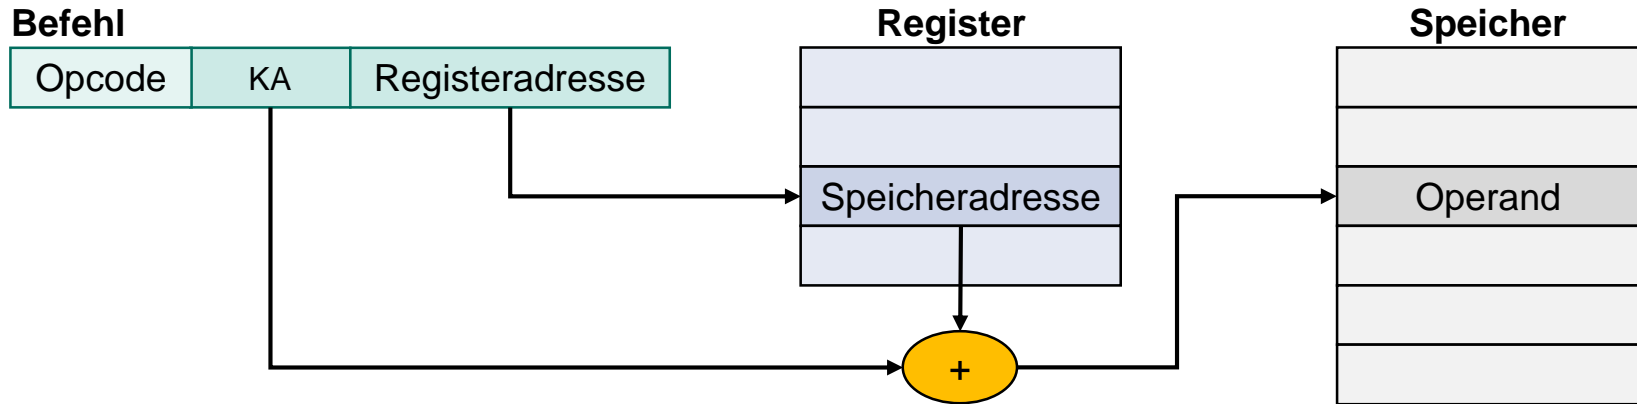 Befehl
Register
Speicher
Opcode
KA
Registeradresse
Speicheradresse
Operand
+